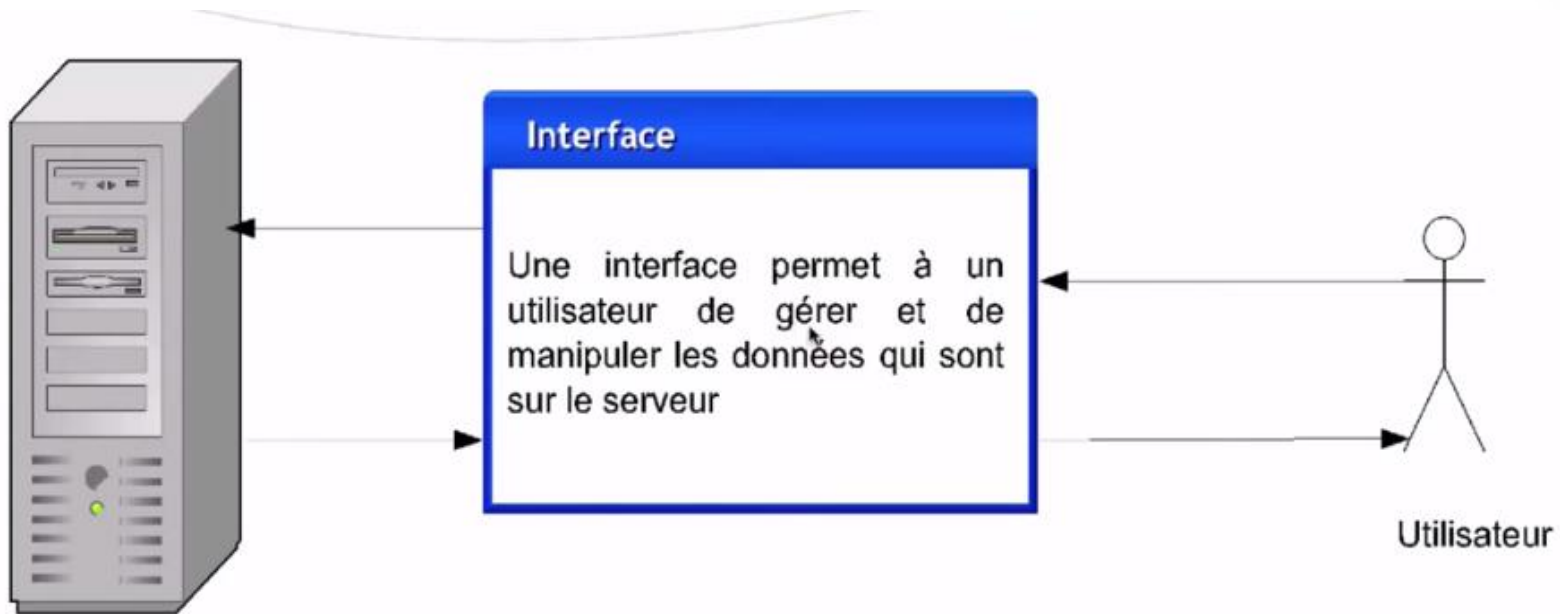 Interface
Une interface permet à un
utilisateur de gérer et de
manipuler les données qui sont
sur le serveur
Utilisateur